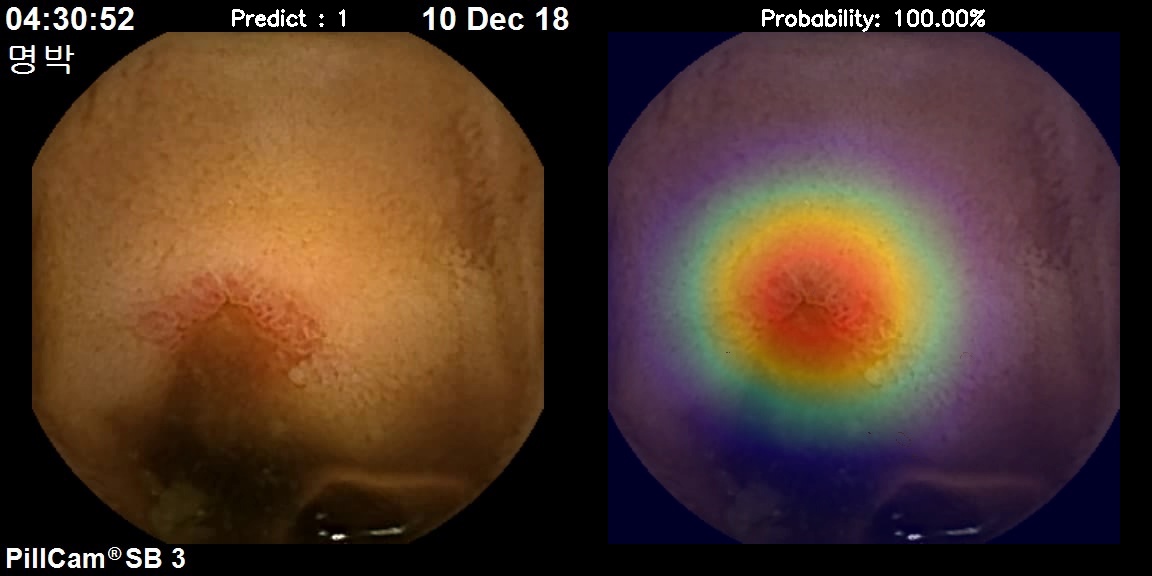 04:30:52 Predict : 1 10 Dec 18 Probability: 100.00%
명박
PillCam® SB 3